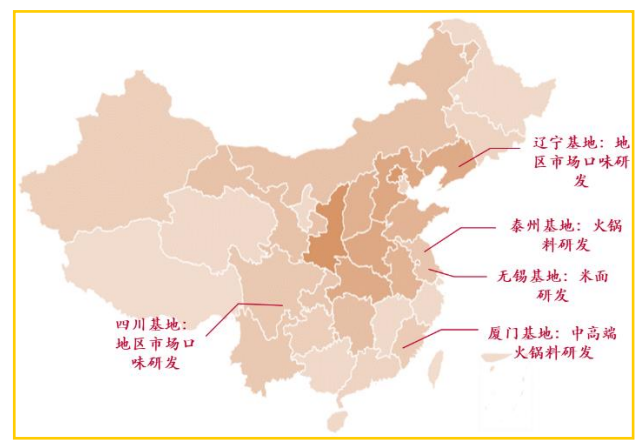 辽宁基地：地
区市场口味研
发
泰州基地：火锅
料研发
无锡基地：米面
研发
四川基地：
地区市场口
味研发
厦门基地：中高端
火锅料研发